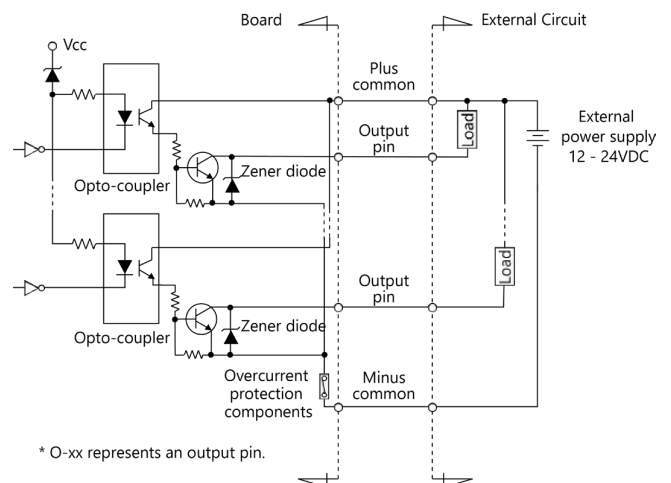 Board
External Circuit
Vcc
Plus
common
Load
External
power supply
12 - 24VDC
Output
pin
Opto-coupler
Zener diode
Load
Output
pin
Opto-coupler
Zener diode
Overcurrent
protection
components
Minus
common
* O-xx represents an output pin.